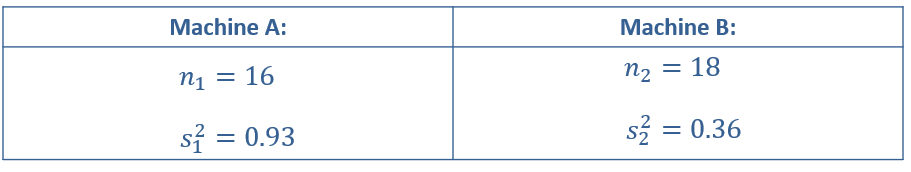 Machine A:
Machine B:
n₁ = 16
n₂ = 18
s₁² = 0.93
s₂² = 0.36